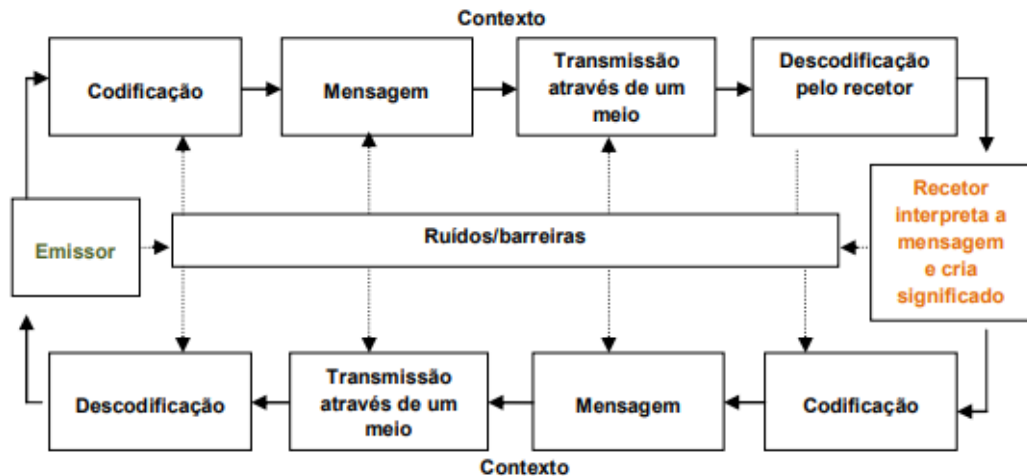 Contexto
Codificação
Mensagem
Transmissão
através de um
meio
Descodificação
pelo recetor
Emissor
Ruídos/barreiras
Recetor
interpreta a
mensagem
e cria
significado
Descodificação
Transmissão
através de um
meio
Mensagem
Codificação
Contexto